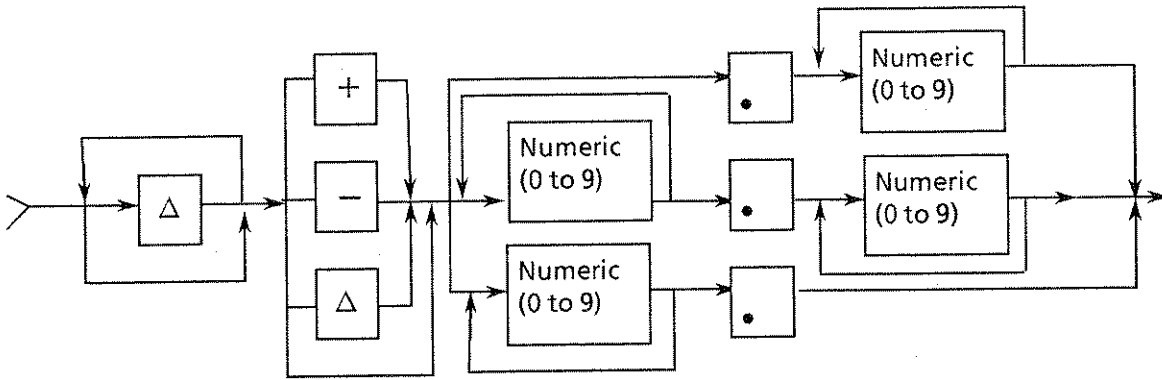 +
Numeric
(0 to 9)
•
Numeric
(0 to 9)
Δ
−
Numeric
(0 to 9)
•
Numeric
(0 to 9)
Δ
•